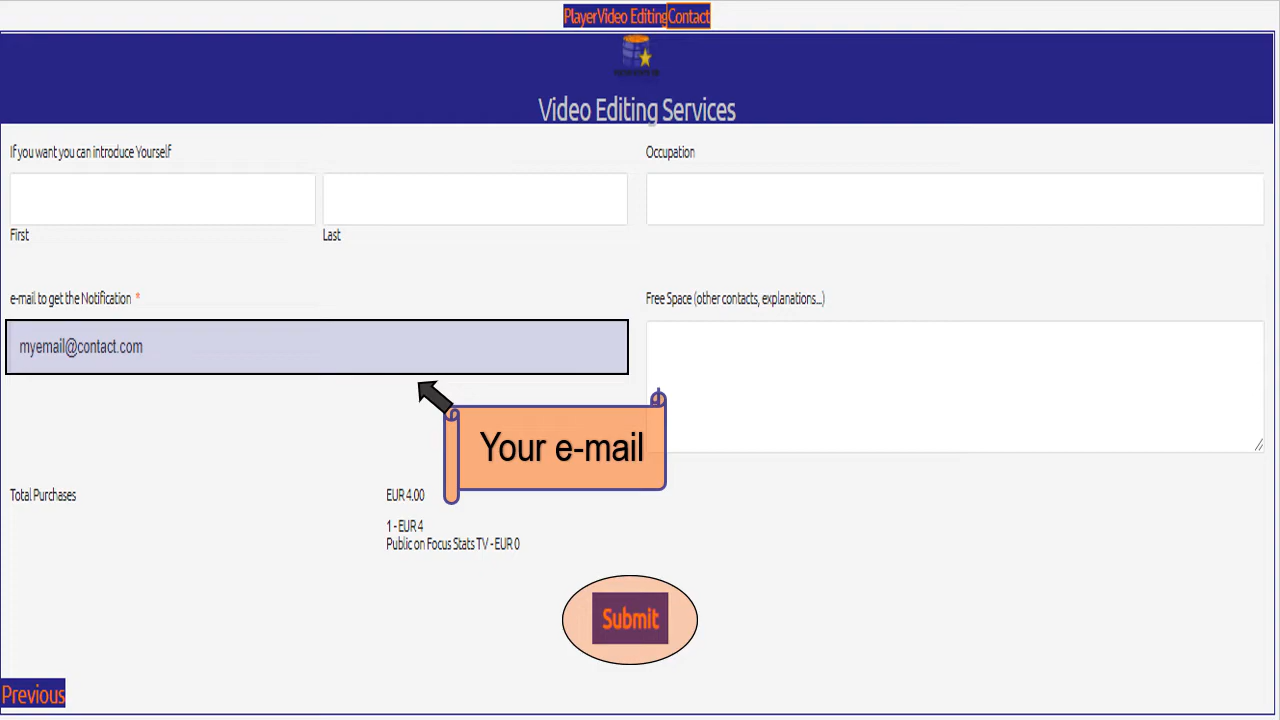 PlayerVideo EditingContact
Video Editing Services
If you want you can introduce Yourself
Occupation
First
Last
e-mail to get the Notification *
Free Space (other contacts, explanations...)
myemail@contact.com
Your e-mail
Total Purchases
EUR 4.00
1 - EUR 4
Public on Focus Stats TV - EUR 0
Submit
Previous